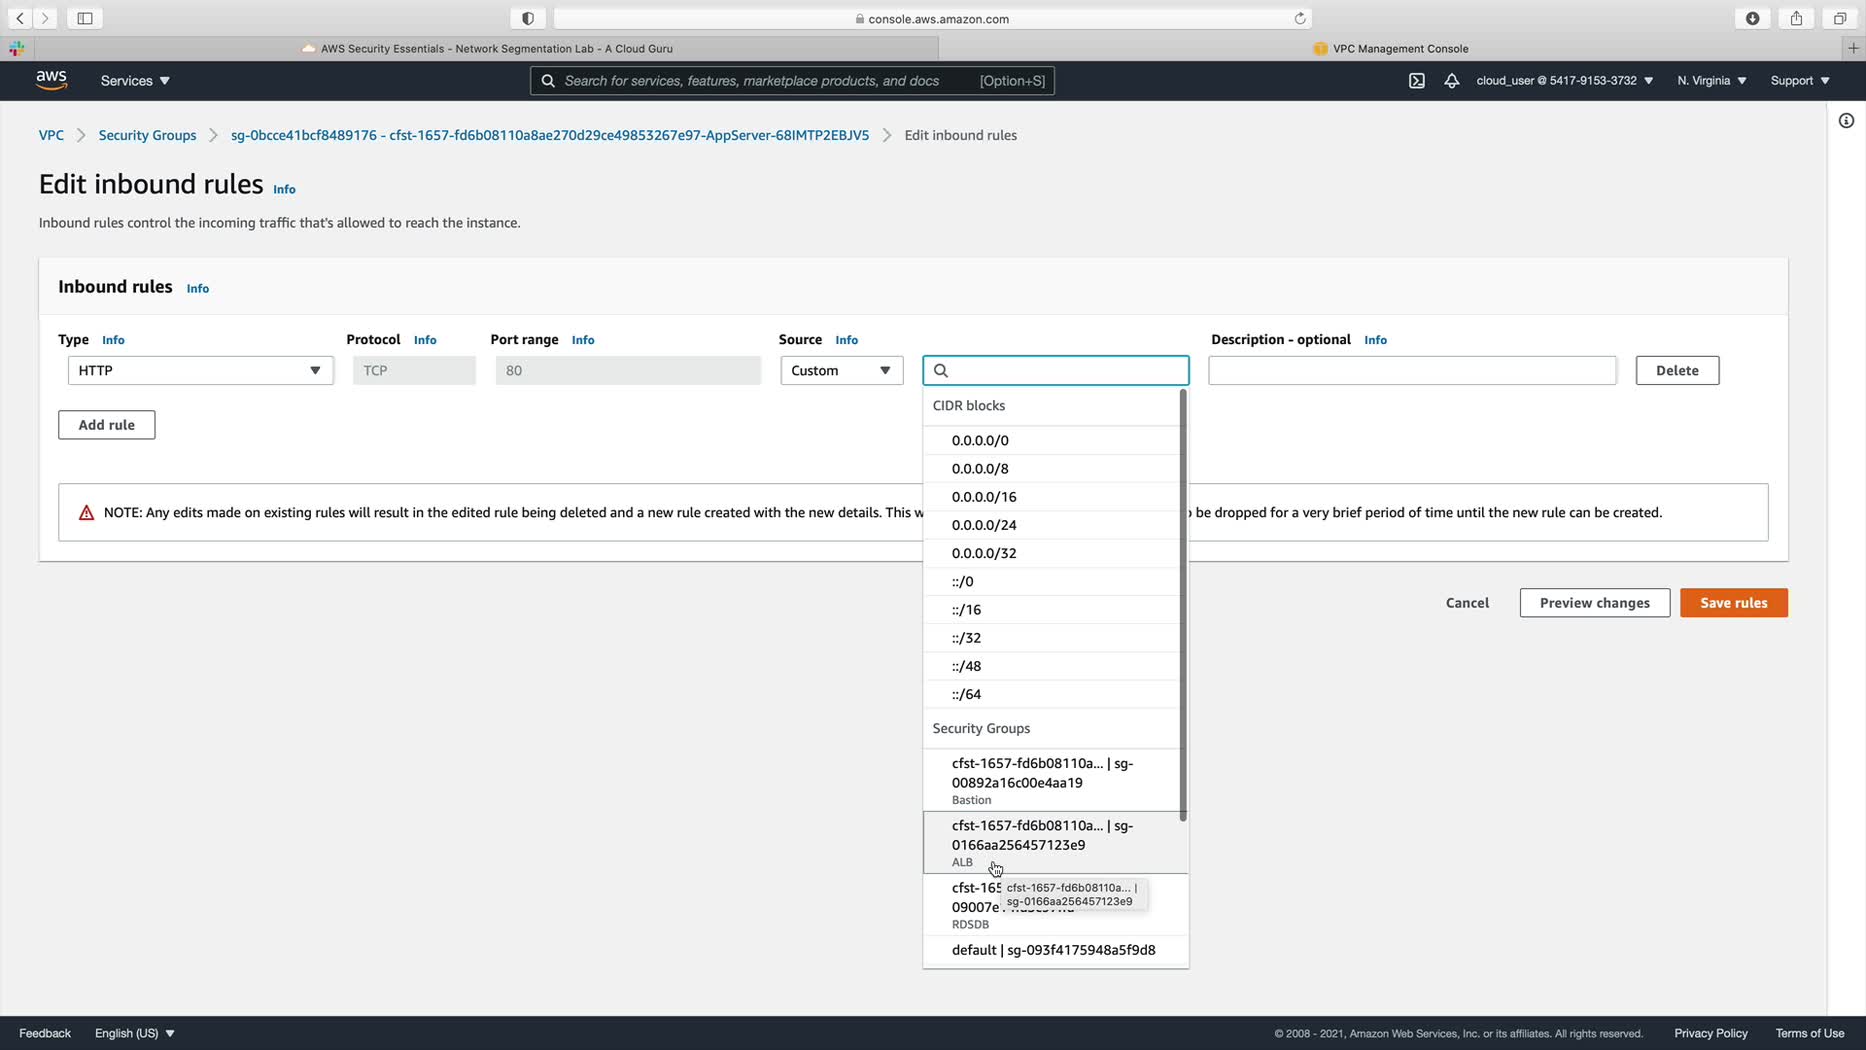 console.aws.amazon.com
AWS Security Essentials - Network Segmentation Lab - A Cloud Guru
VPC Management Console
aws
Services
Search for services, features, marketplace products, and docs
[Option+S]
cloud_user @ 5417-9153-3732
N. Virginia
Support
VPC
Security Groups
sg-0bcce41bcf8489176 - cfst-1657-fd6b08110a8ae270d29ce49853267e97-AppServer-68IMTP2EBJV5
Edit inbound rules
Edit inbound rules Info
Inbound rules control the incoming traffic that's allowed to reach the instance.
Inbound rules Info
Type Info
Protocol Info
Port range Info
Source Info
Description - optional Info
HTTP
TCP
80
Custom
Delete
Add rule
CIDR blocks
0.0.0.0/0
0.0.0.0/8
0.0.0.0/16
0.0.0.0/24
0.0.0.0/32
::/0
::/16
::/32
::/48
::/64
Security Groups
cfst-1657-fd6b08110a... | sg-
00892a16c00e4aa19
Bastion
cfst-1657-fd6b08110a... | sg-
0166aa256457123e9
ALB
cfst-165
cfst-1657-fd6b08110a... |
sg-0166aa256457123e9
09007e
RDSDB
default | sg-093f4175948a5f9d8
NOTE: Any edits made on existing rules will result in the edited rule being deleted and a new rule created with the new details. This w
be dropped for a very brief period of time until the new rule can be created.
Cancel
Preview changes
Save rules
Feedback
English (US)
© 2008 - 2021, Amazon Web Services, Inc. or its affiliates. All rights reserved.
Privacy Policy
Terms of Use